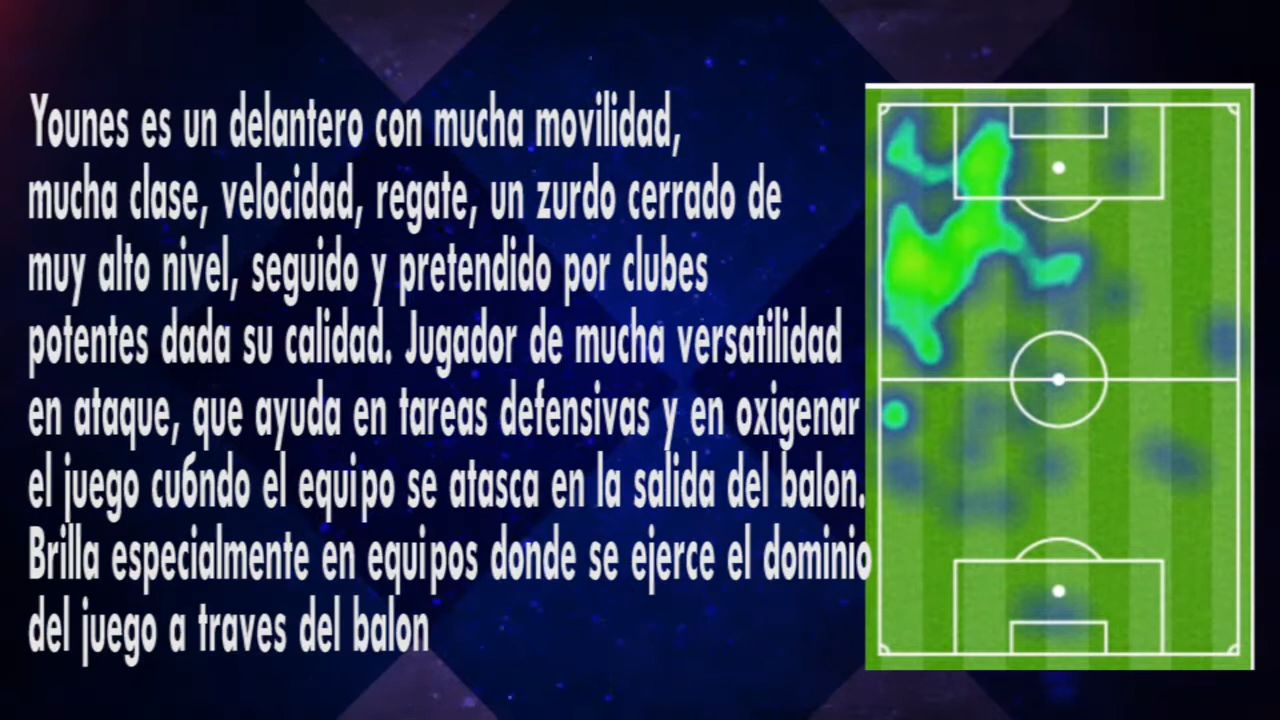 Younes es un delantero con mucha movilidad,
mucha clase, velocidad, regate, un zurdo cerrado de
muy alto nivel, seguido y pretendido por clubes
potentes dada su calidad. Jugador de mucha versatilidad
en ataque, que ayuda en tareas defensivas y en oxigenar
el juego cu6ndo el equipo se atasca en la salida del balon.
Brilla especialmente en equipos donde se ejerce el dominio
del juego a traves del balon